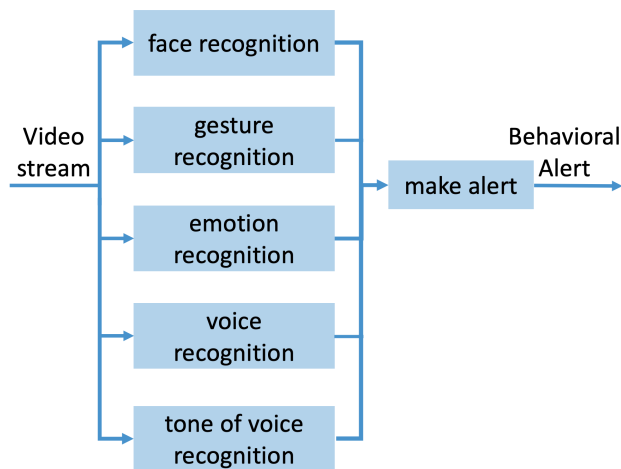 face recognition
Video
stream
gesture
recognition
emotion
recognition
voice
recognition
tone of voice
recognition
make alert
Behavioral
Alert